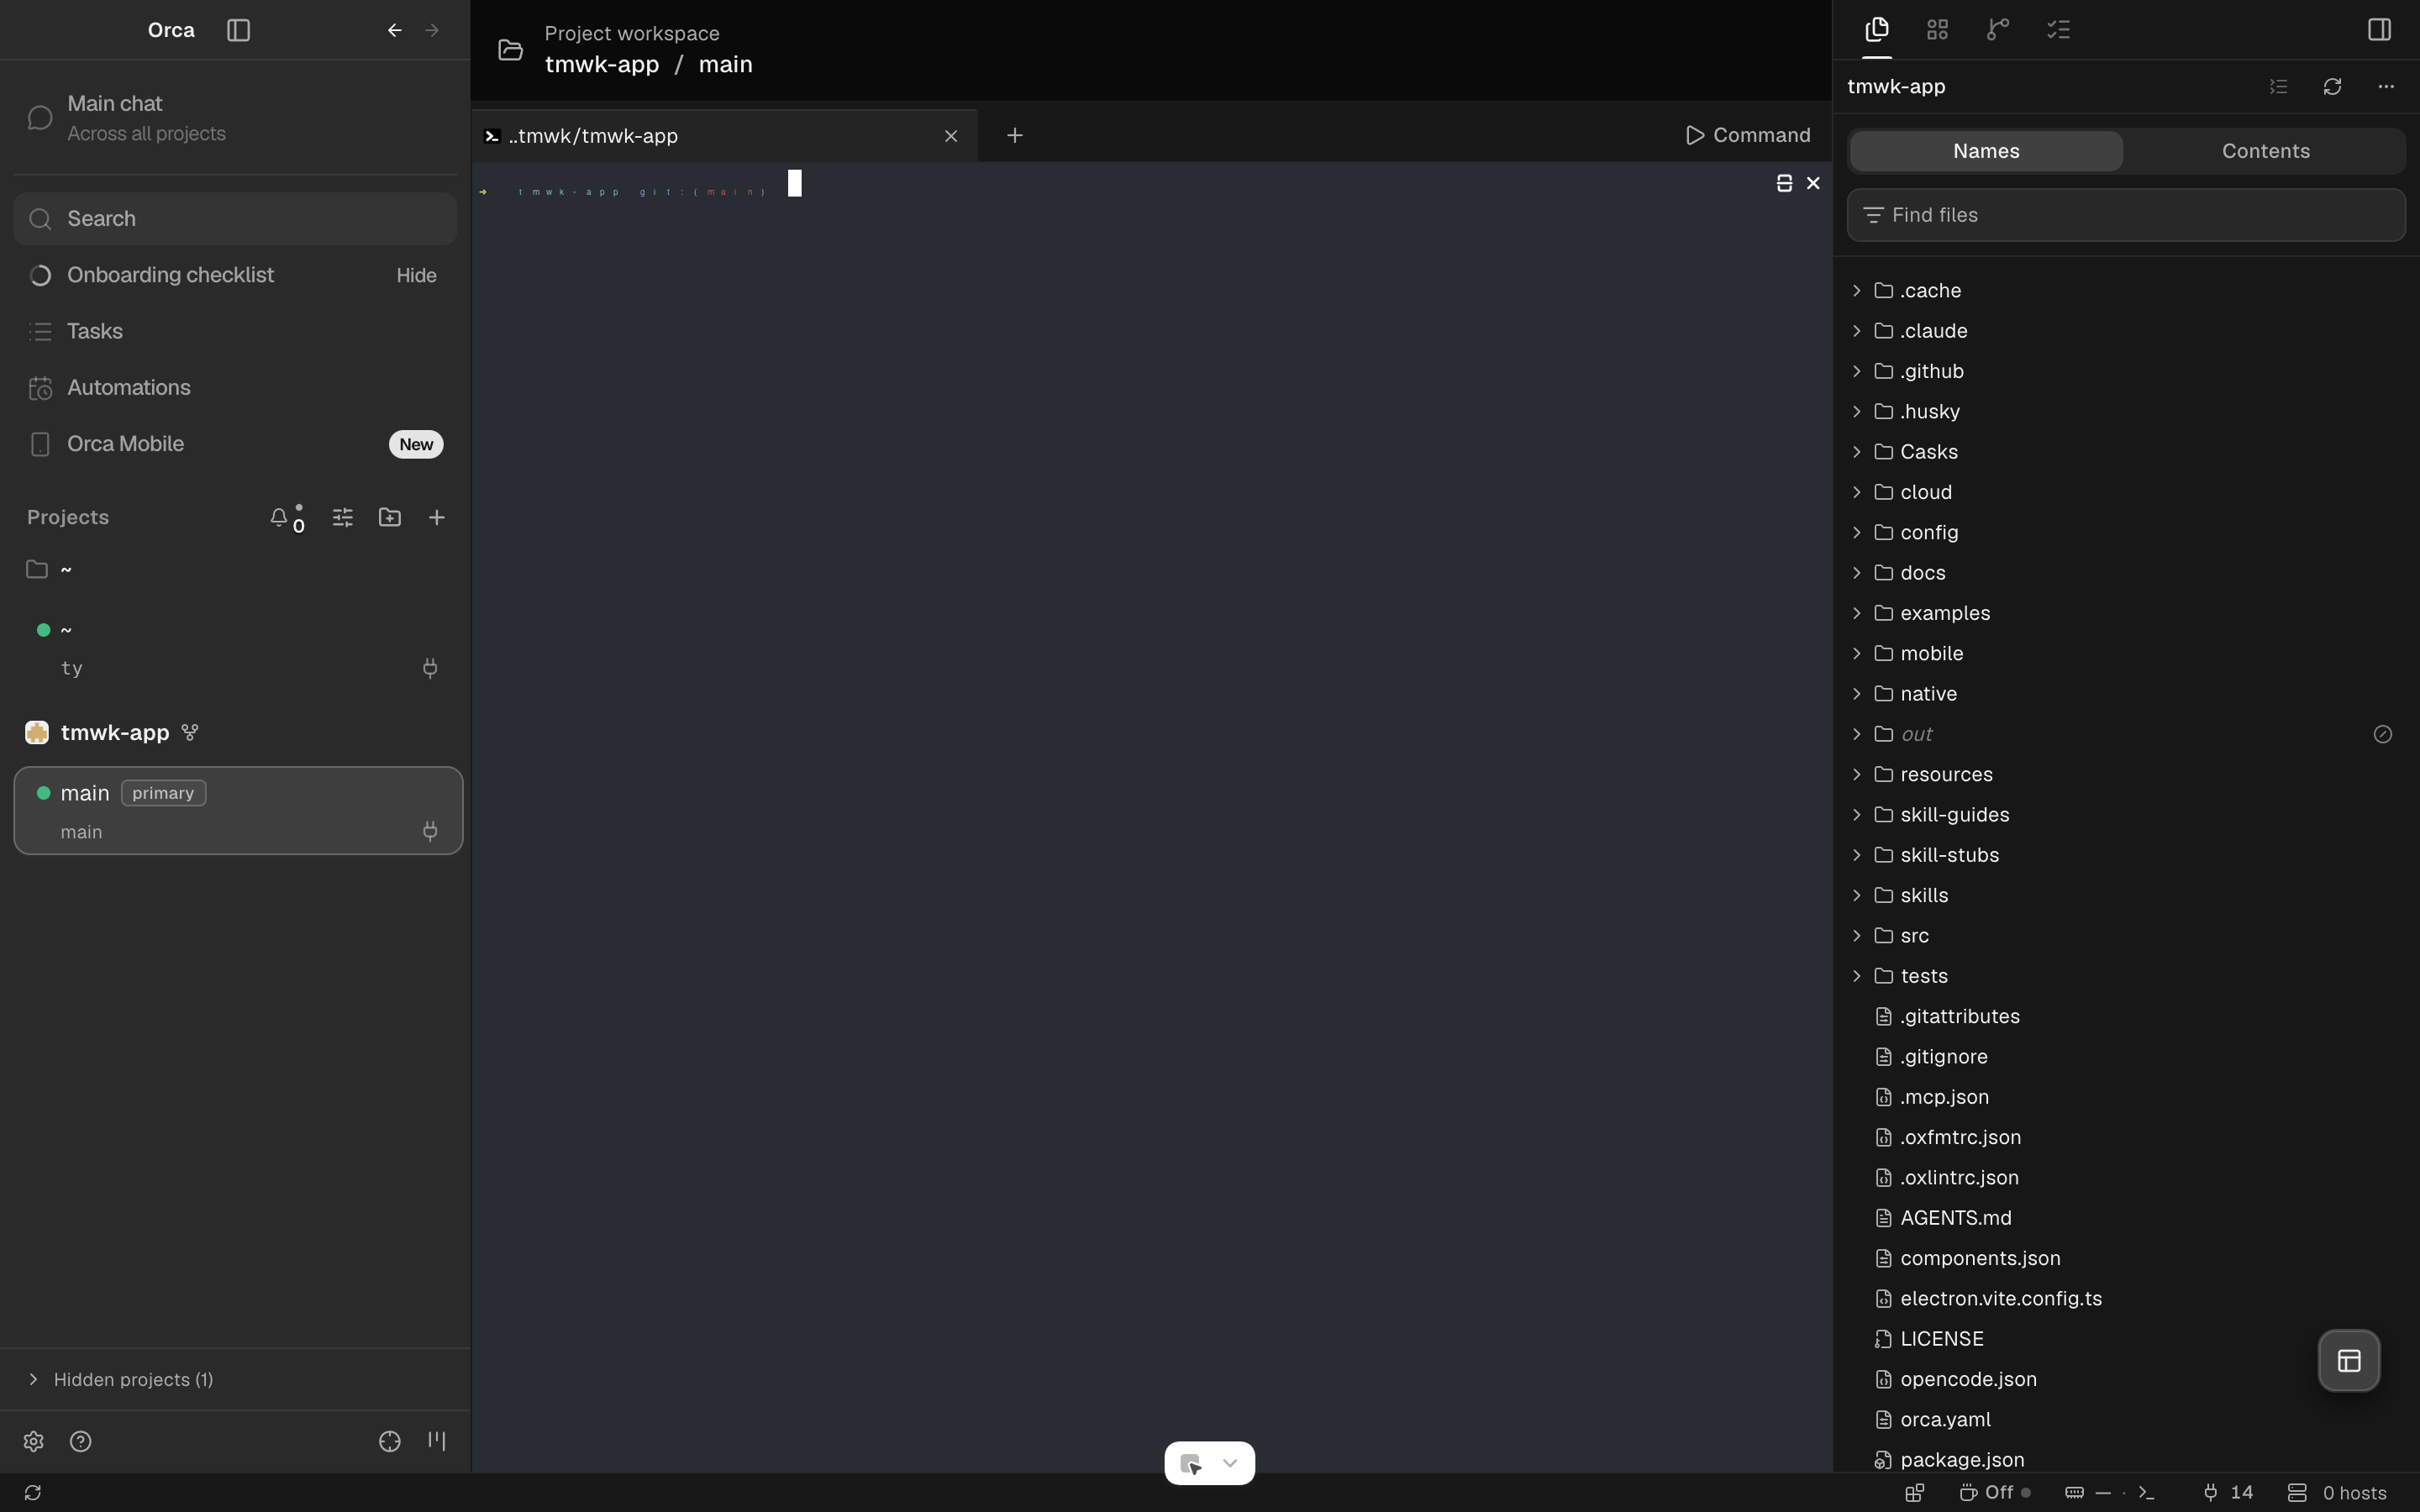 Orca
Main chat
Across all projects
Search
Onboarding checklist Hide
Tasks
Automations
Orca Mobile New
Projects 0
~
~
ty
tmwk-app
main primary
main
Hidden projects (1)
Project workspace
tmwk-app / main
..tmwk/tmwk-app
Command
➜ tmwk-app git:(main)
tmwk-app
Names Contents
Find files
.cache
.claude
.github
.husky
Casks
cloud
config
docs
examples
mobile
native
out
resources
skill-guides
skill-stubs
skills
src
tests
.gitattributes
.gitignore
.mcp.json
.oxfmtrc.json
.oxlintrc.json
AGENTS.md
components.json
electron.vite.config.ts
LICENSE
opencode.json
orca.yaml
package.json
Off — · 14 0 hosts